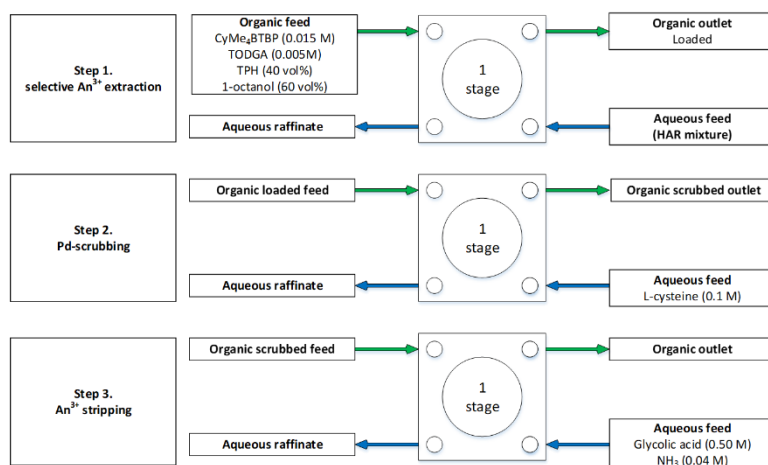 Step 1.
selective An³⁺ extraction
Organic feed
CyMe₄BTBP (0.015 M)
TODGA (0.005M)
TPH (40 vol%)
1-octanol (60 vol%)
Aqueous raffinate
1
stage
Organic outlet
Loaded
Aqueous feed
(HAR mixture)
Step 2.
Pd-scrubbing
Organic loaded feed
Aqueous raffinate
1
stage
Organic scrubbed outlet
Aqueous feed
L-cysteine (0.1 M)
Step 3.
An³⁺ stripping
Organic scrubbed feed
Aqueous raffinate
1
stage
Organic outlet
Aqueous feed
Glycolic acid (0.50 M)
NH₃ (0.04 M)